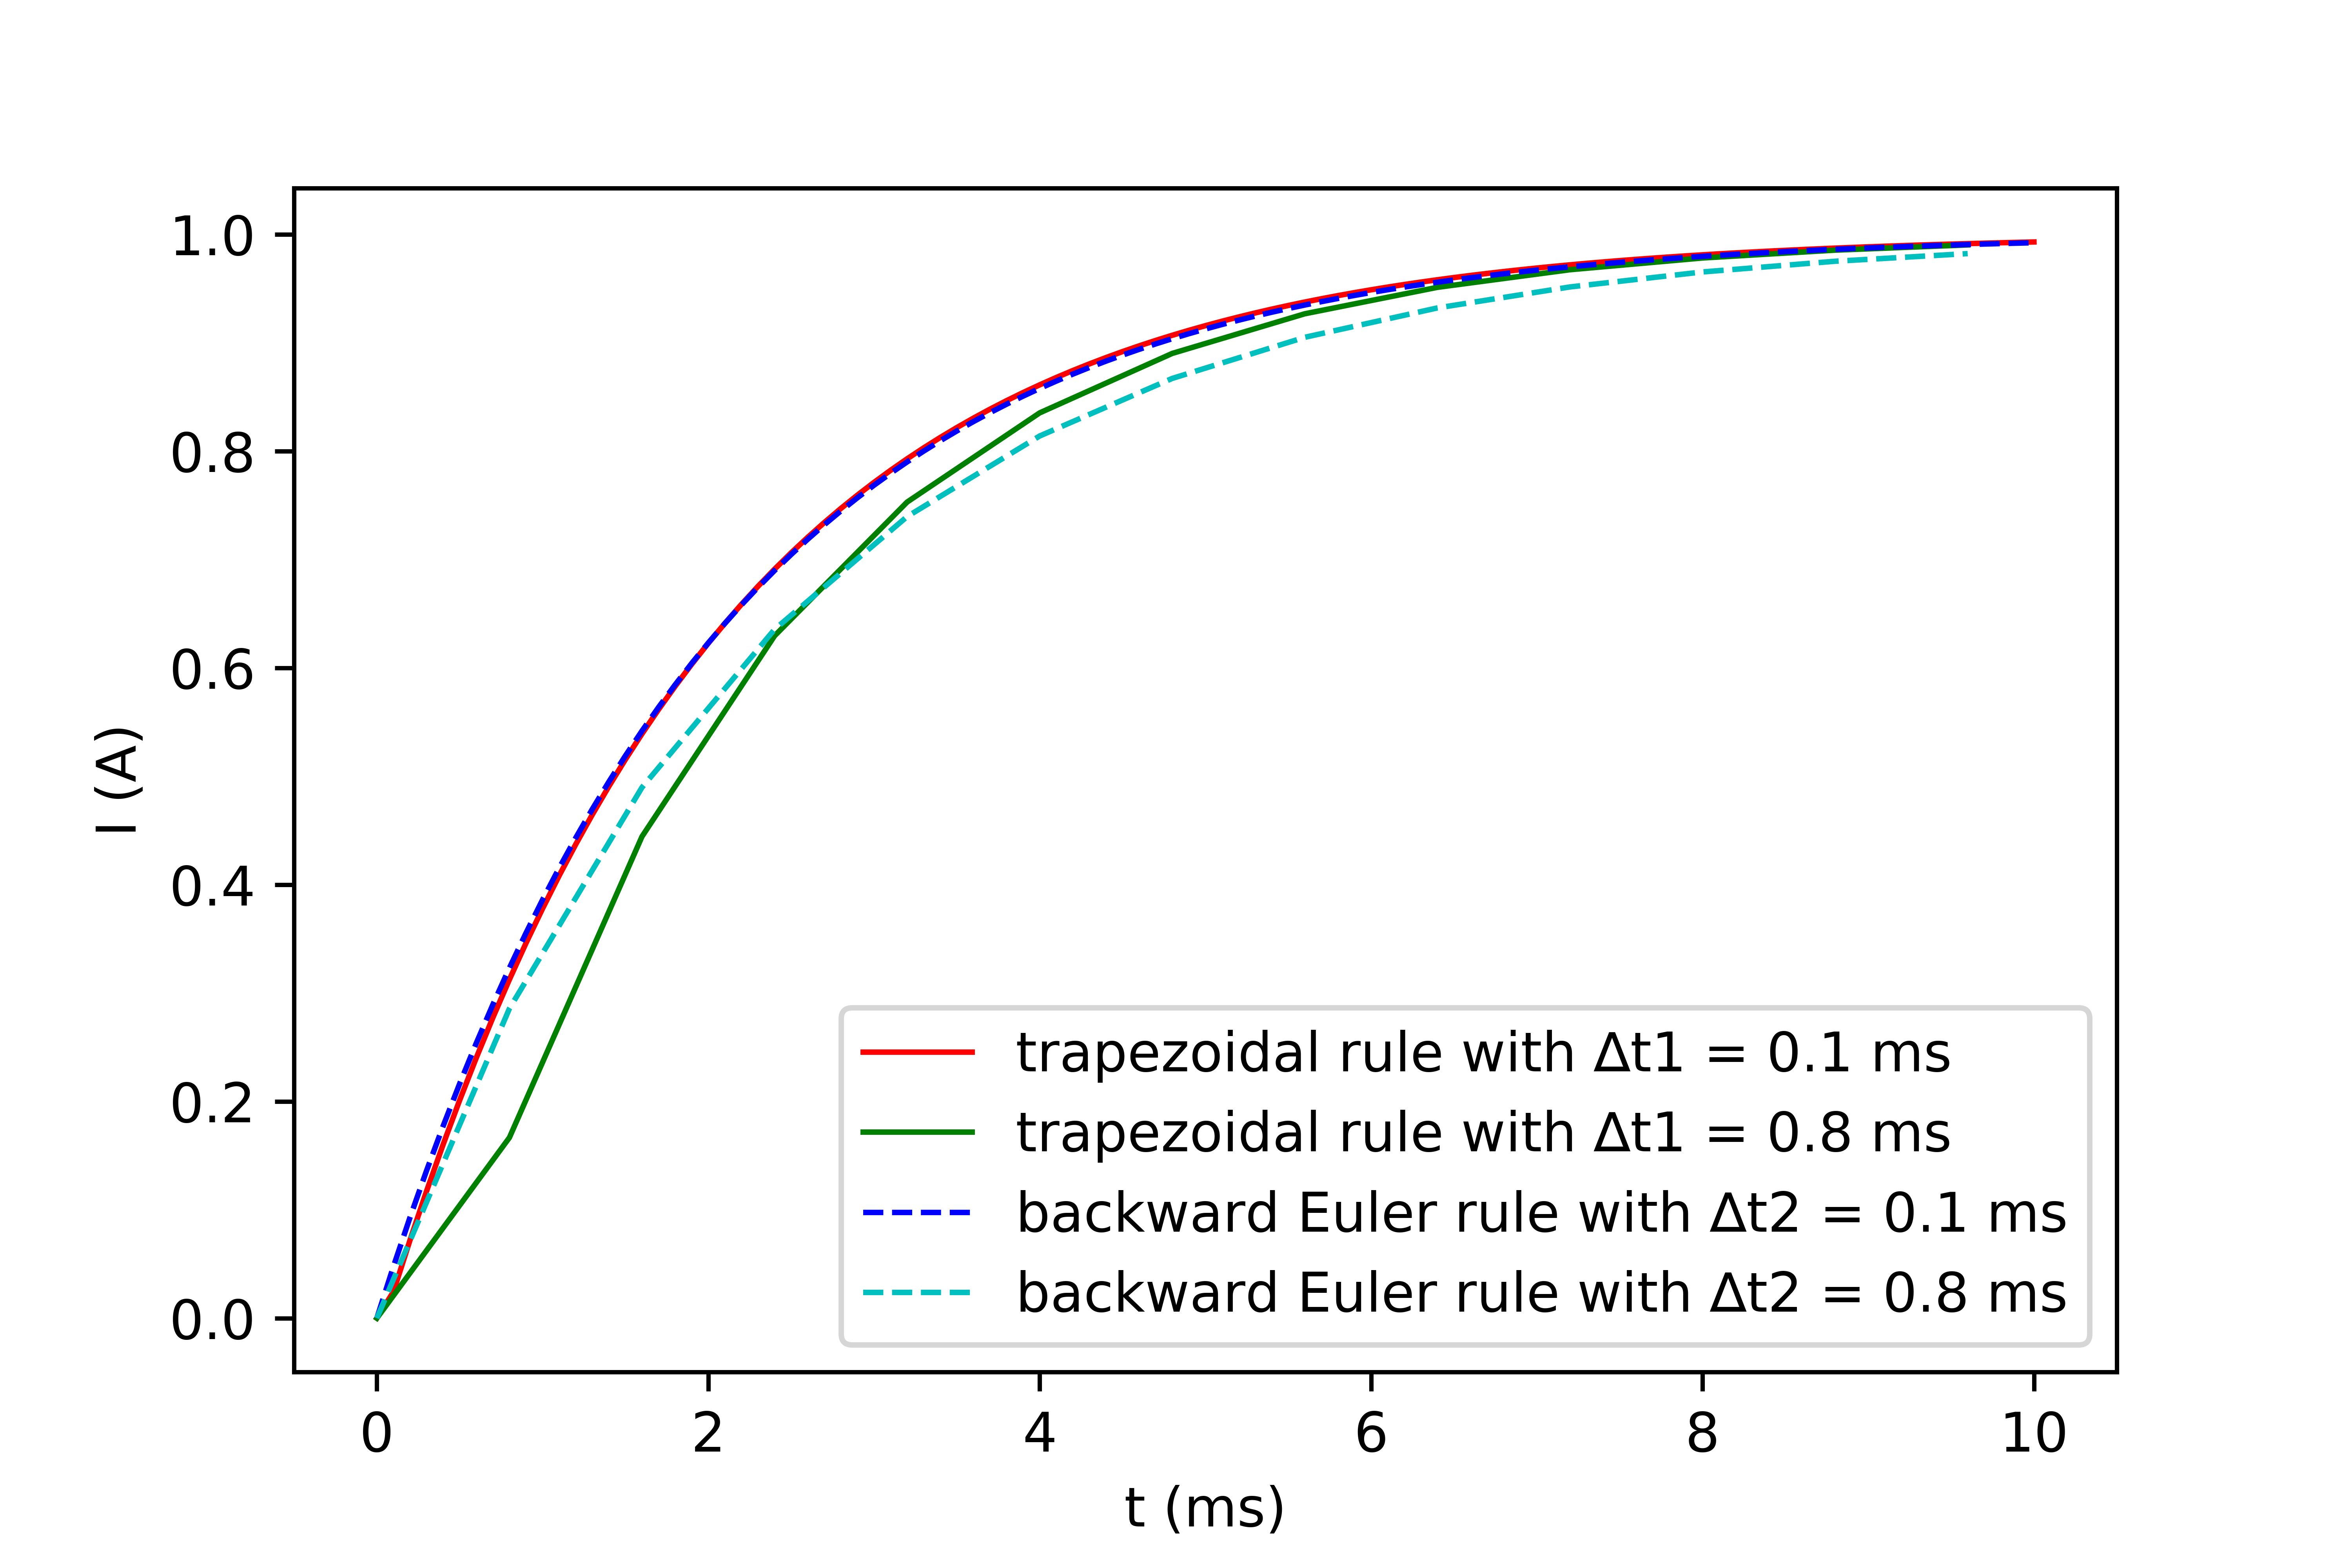 1.0
0.8
0.6
0.4
0.2
0.0
I (A)
trapezoidal rule with Δt1 = 0.1 ms
trapezoidal rule with Δt1 = 0.8 ms
backward Euler rule with Δt2 = 0.1 ms
backward Euler rule with Δt2 = 0.8 ms
0 2 4 6 8 10
t (ms)